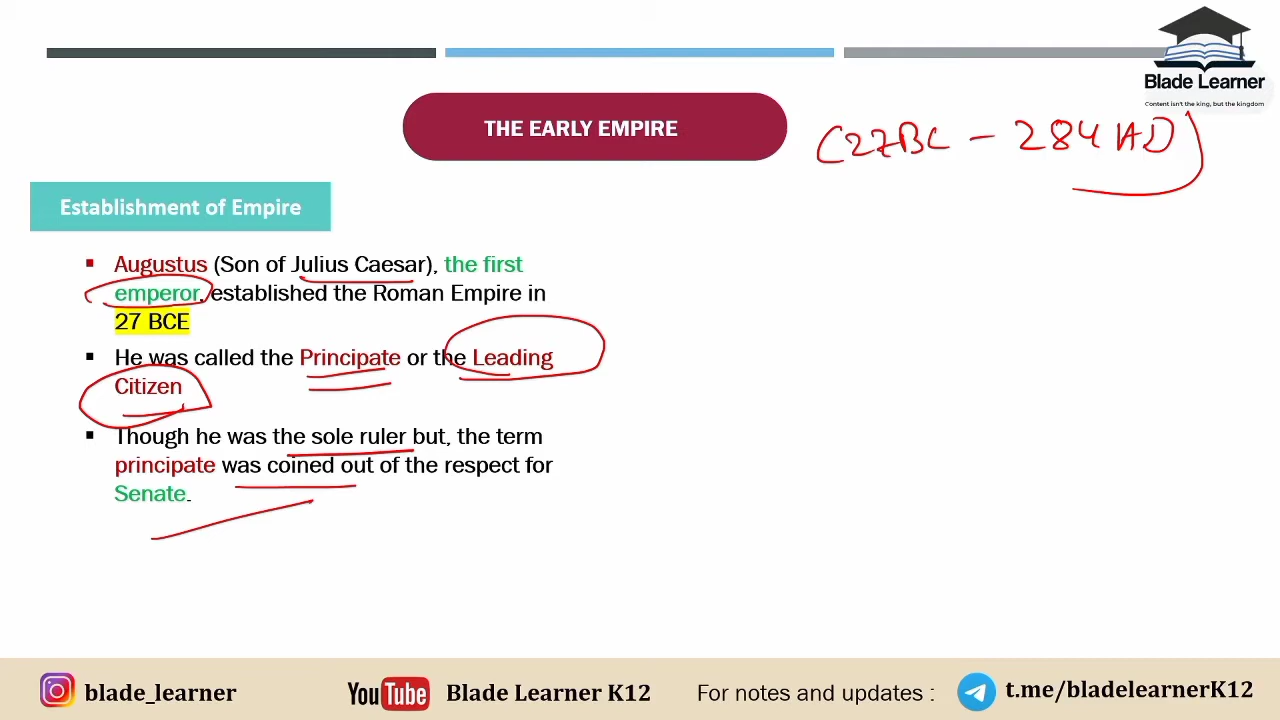 Blade Learner
Content isn't the king, but the kingdom
THE EARLY EMPIRE
(27BC - 284 AD)
Establishment of Empire
▪ Augustus (Son of Julius Caesar), the first
emperor, established the Roman Empire in
27 BCE
▪ He was called the Principate or the Leading
Citizen
▪ Though he was the sole ruler but, the term
principate was coined out of the respect for
Senate.
blade_learner
YouTube Blade Learner K12
For notes and updates :
t.me/bladelearnerK12